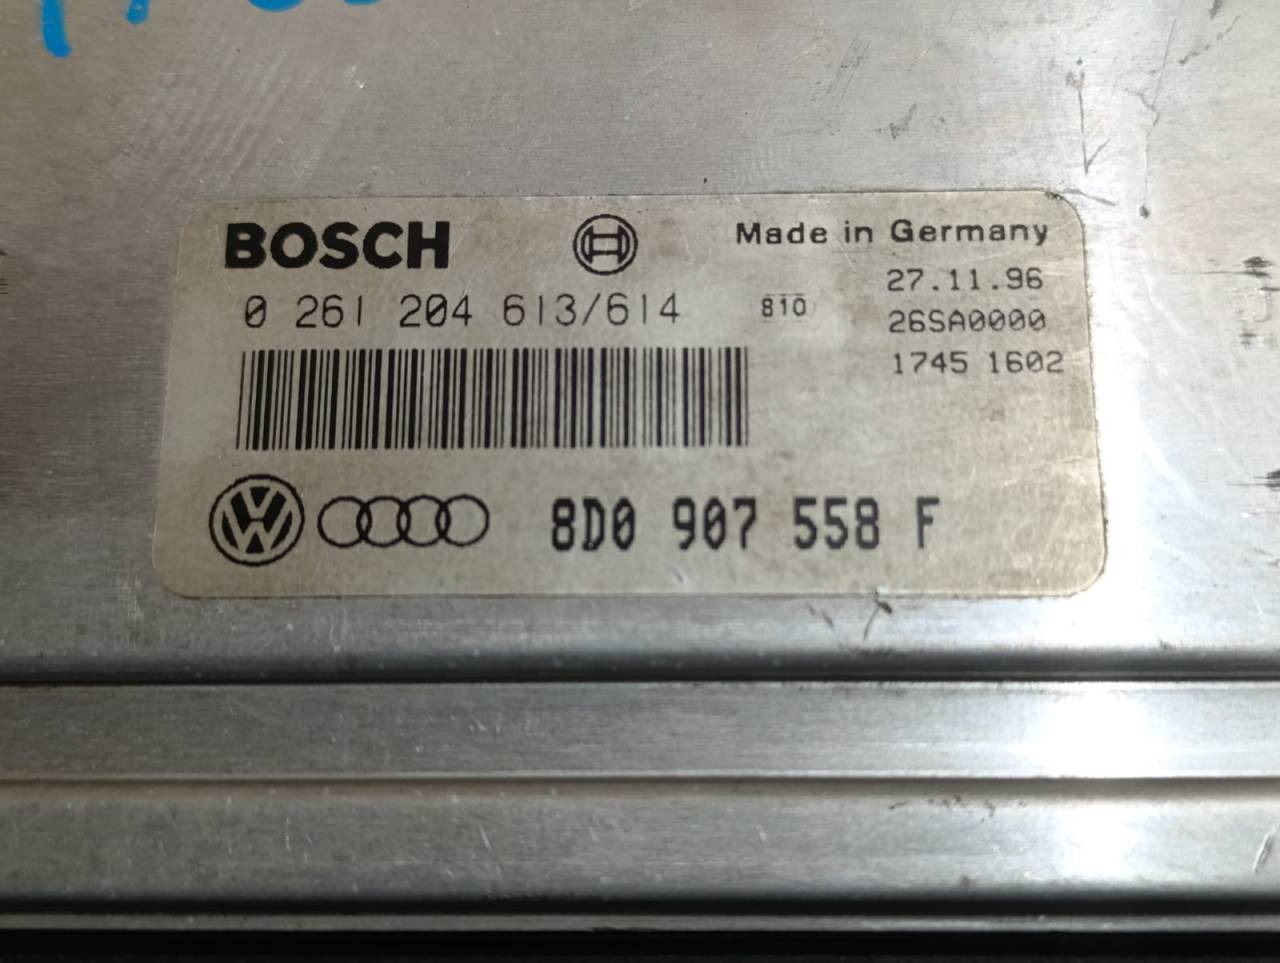 BOSCH Made in Germany
27.11.96
0 261 204 613/614 810 26SA0000
1745 1602
8D0 907 558 F